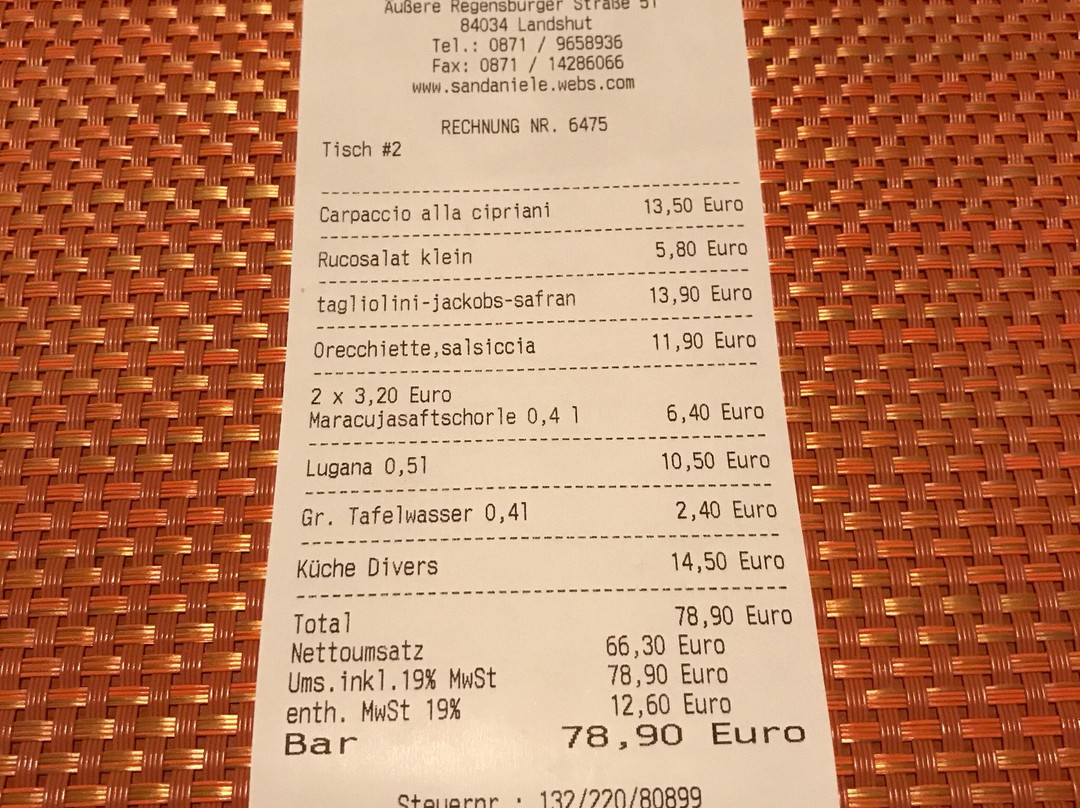 Äußere Regensburger Straße 51
84034 Landshut
Tel.: 0871 / 9658936
Fax: 0871 / 14286066
www.sandaniele.webs.com
RECHNUNG NR. 6475
Tisch #2
Carpaccio alla cipriani 13,50 Euro
Rucosalat klein 5,80 Euro
tagliolini-jackobs-safran 13,90 Euro
Orecchiette,salsiccia 11,90 Euro
2 x 3,20 Euro
Maracujasaftschorle 0,4 l 6,40 Euro
Lugana 0,5l 10,50 Euro
Gr. Tafelwasser 0,4l 2,40 Euro
Küche Divers 14,50 Euro
Total 78,90 Euro
Nettoumsatz 66,30 Euro
Ums.inkl.19% MwSt 78,90 Euro
enth. MwSt 19% 12,60 Euro
Bar 78,90 Euro
Steuernr.: 132/220/80899